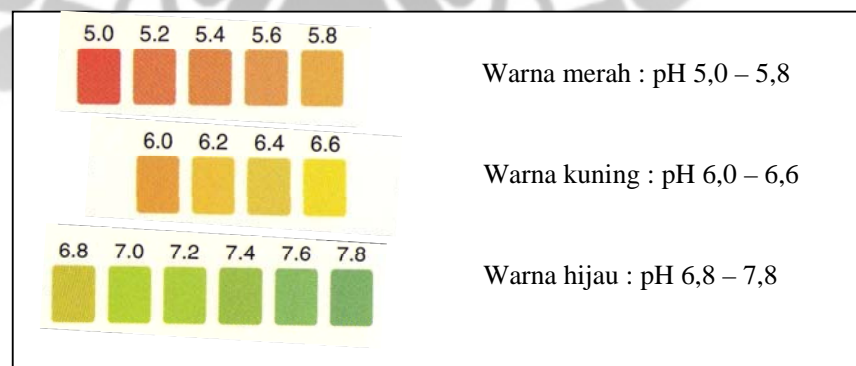 5.0 5.2 5.4 5.6 5.8
Warna merah : pH 5,0 – 5,8
6.0 6.2 6.4 6.6
Warna kuning : pH 6,0 – 6,6
6.8 7.0 7.2 7.4 7.6 7.8
Warna hijau : pH 6,8 – 7,8